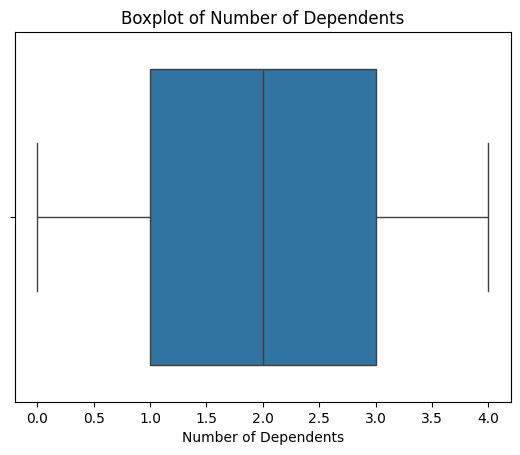 Boxplot of Number of Dependents
0.0 0.5 1.0 1.5 2.0 2.5 3.0 3.5 4.0
Number of Dependents